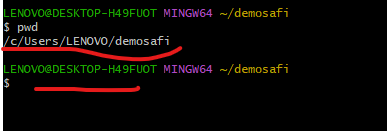 LENOVO@DESKTOP-H49FUOT MINGW64 ~/demosafi
$ pwd
/c/Users/LENOVO/demosafi
LENOVO@DESKTOP-H49FUOT MINGW64 ~/demosafi
$